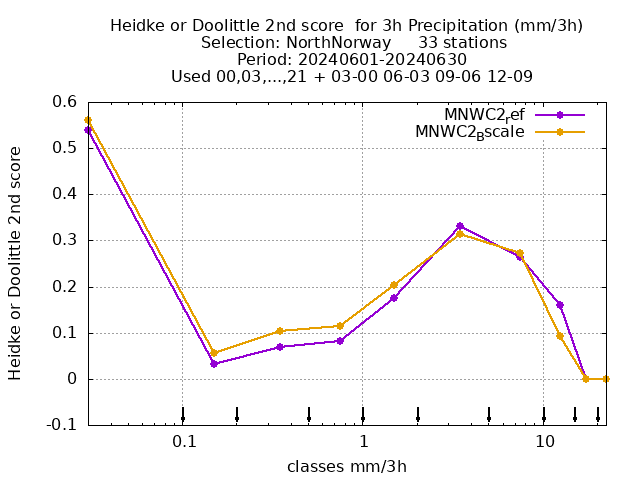 Heidke or Doolittle 2nd score  for 3h Precipitation (mm/3h)
Selection: NorthNorway     33 stations
Period: 20240601-20240630
Used 00,03,...,21 + 03-00 06-03 09-06 12-09
MNWC2ref
MNWC2Bscale
Heidke or Doolittle 2nd score
0.6
0.5
0.4
0.3
0.2
0.1
0
-0.1
0.1 1 10
classes mm/3h